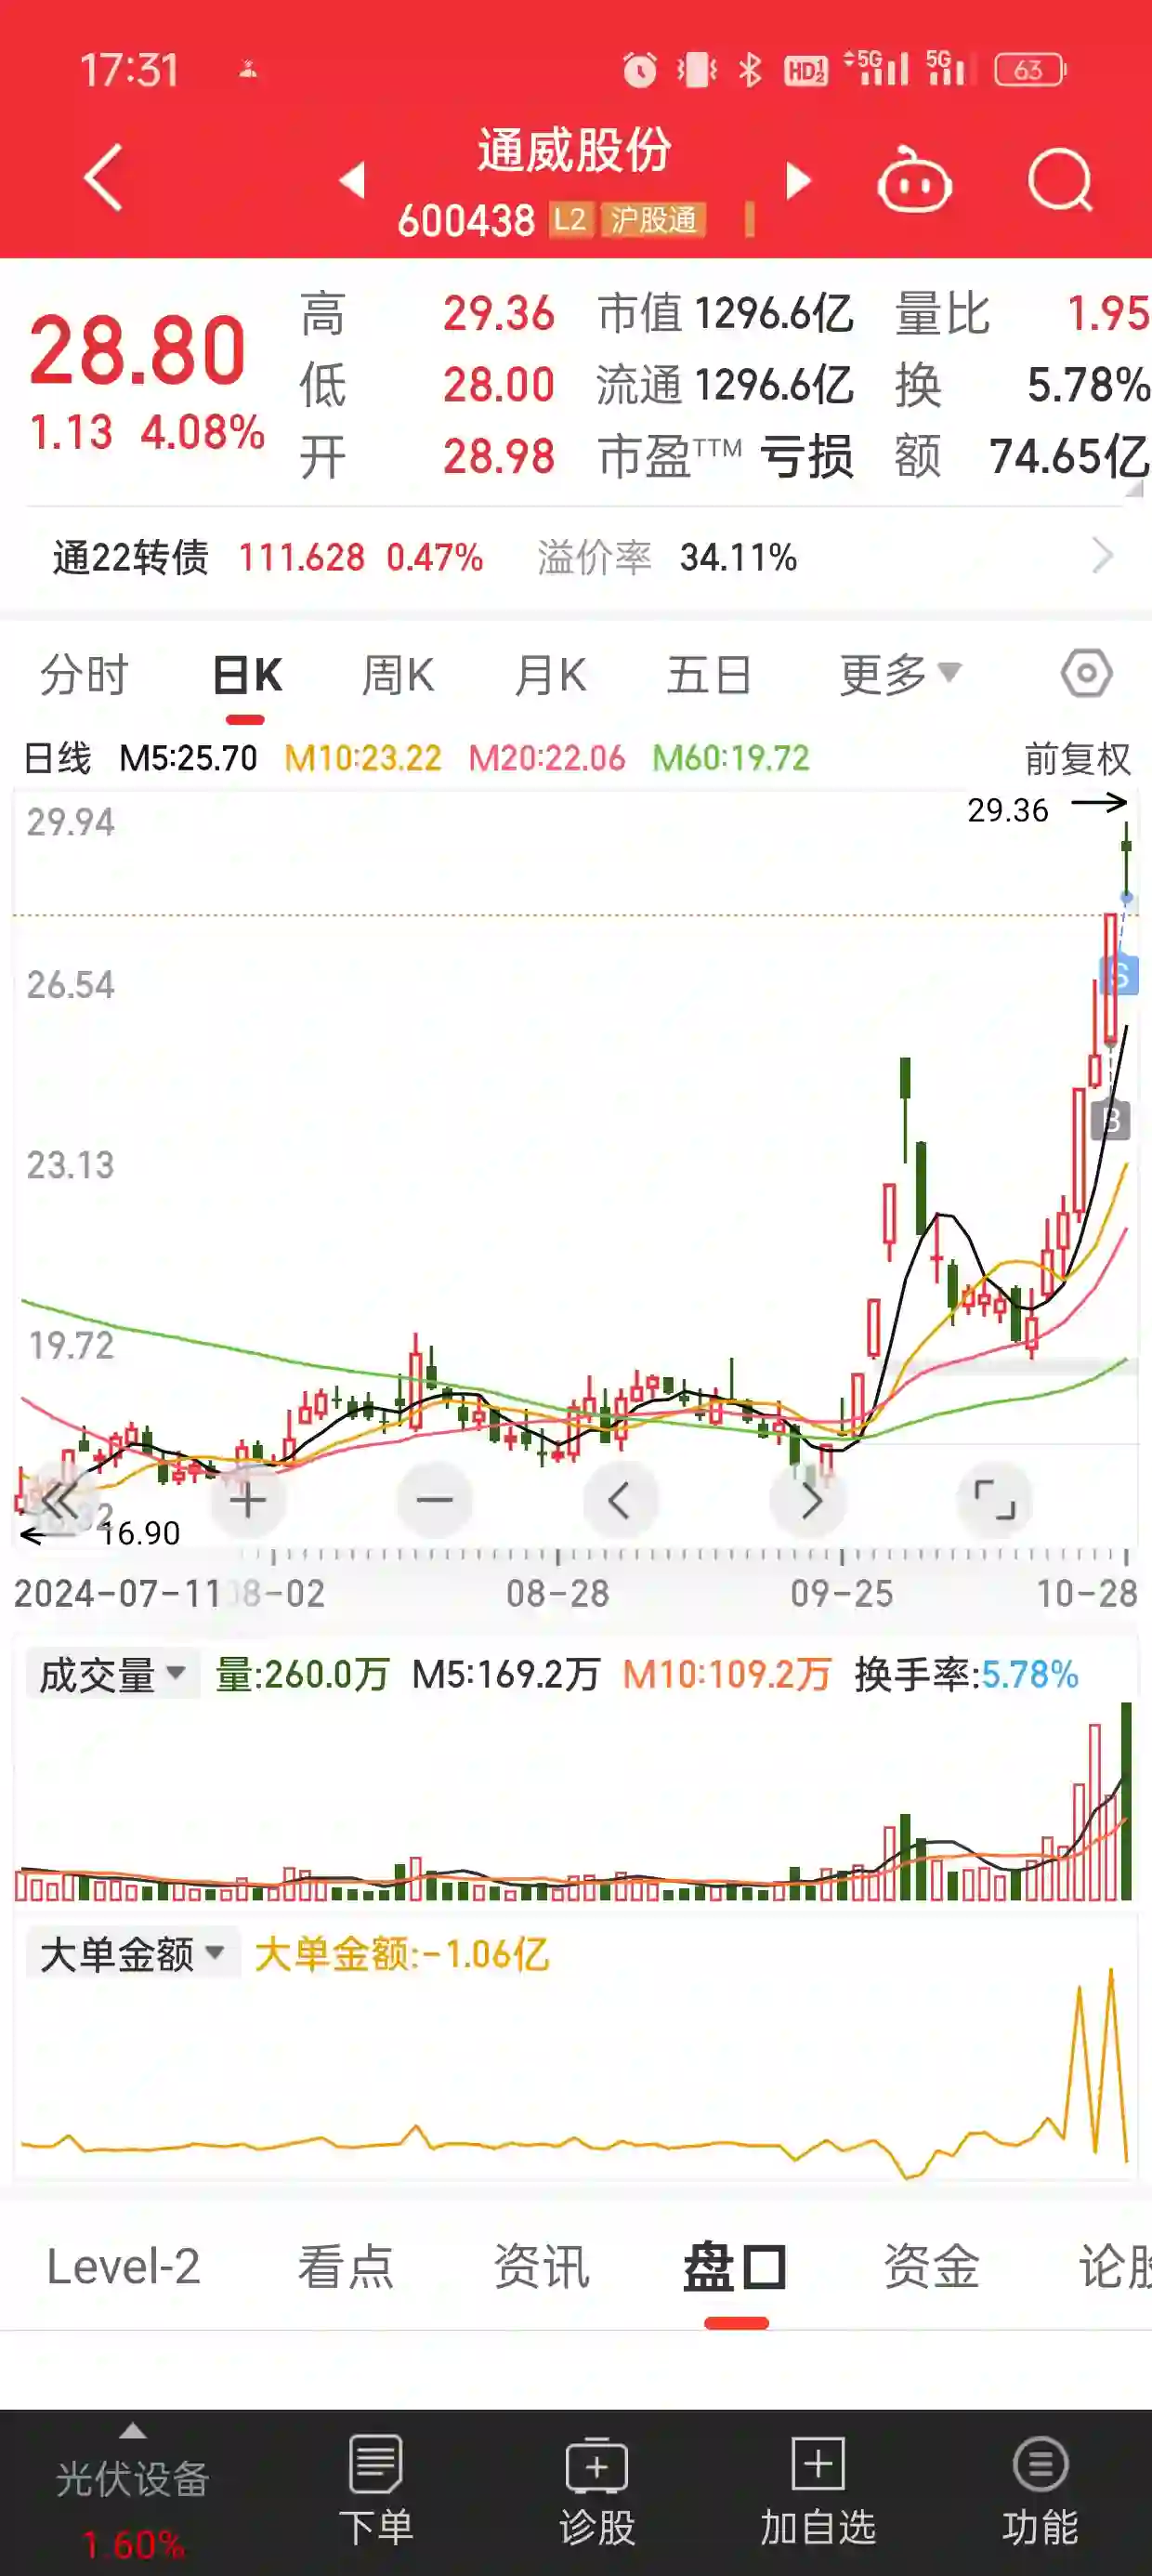 17:31 HD 1 2 5G 5G 63
通威股份
600438 L2 沪股通
28.80
1.13 4.08%
高 29.36 市值 1296.6亿 量比 1.95
低 28.00 流通 1296.6亿 换 5.78%
开 28.98 市盈TTM 亏损 额 74.65亿
通22转债 111.628 0.47% 溢价率 34.11%
分时 日K 周K 月K 五日 更多
日线 M5:25.70 M10:23.22 M20:22.06 M60:19.72 前复权
29.36
29.94
26.54
S
B
23.13
19.72
16.90
2024-07-11 08-02 08-28 09-25 10-28
成交量 量:260.0万 M5:169.2万 M10:109.2万 换手率:5.78%
大单金额 大单金额:-1.06亿
Level-2 看点 资讯 盘口 资金 论股
光伏设备 1.60% 下单 诊股 加自选 功能